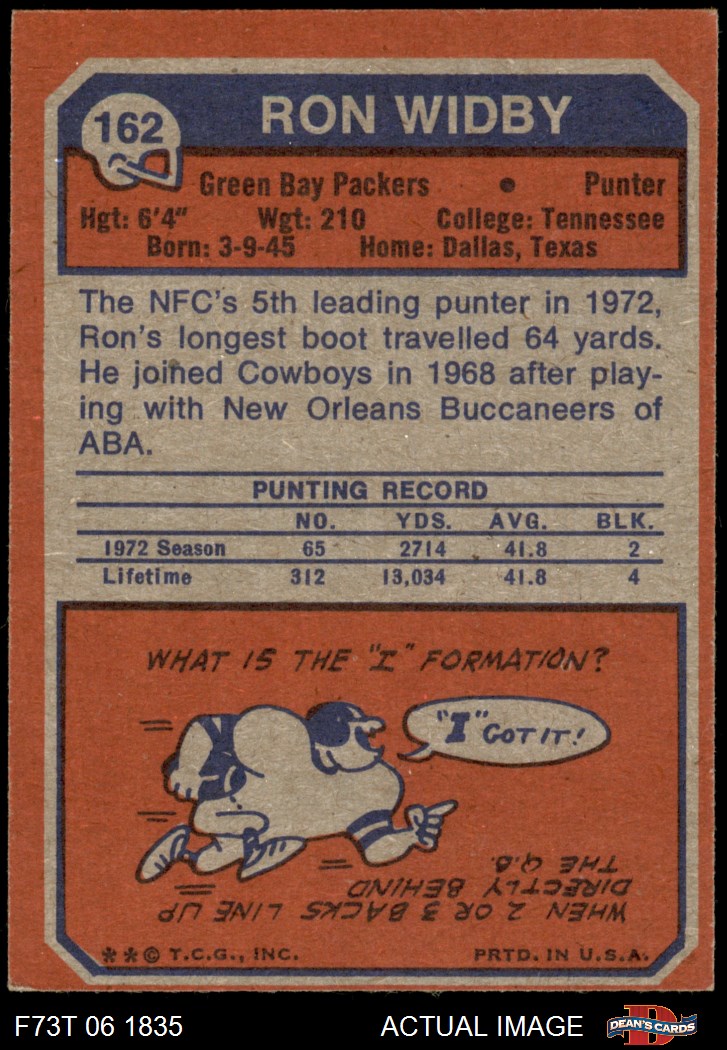 162
RON WIDBY
Green Bay Packers • Punter
Hgt: 6'4" Wgt: 210 College: Tennessee
Born: 3-9-45 Home: Dallas, Texas
The NFC's 5th leading punter in 1972,
Ron's longest boot travelled 64 yards.
He joined Cowboys in 1968 after play-
ing with New Orleans Buccaneers of
ABA.
PUNTING RECORD
NO. YDS. AVG. BLK.
1972 Season 65 2714 41.8 2
Lifetime 312 13,034 41.8 4
WHAT IS THE "I" FORMATION?
"I" GOT IT!
WHEN 2 OR 3 BACKS LINE UP
DIRECTLY BEHIND
THE Q.B.
**© T.C.G., INC. PRTD. IN U.S.A.
F73T 06 1835 ACTUAL IMAGE
DEAN'S CARDS